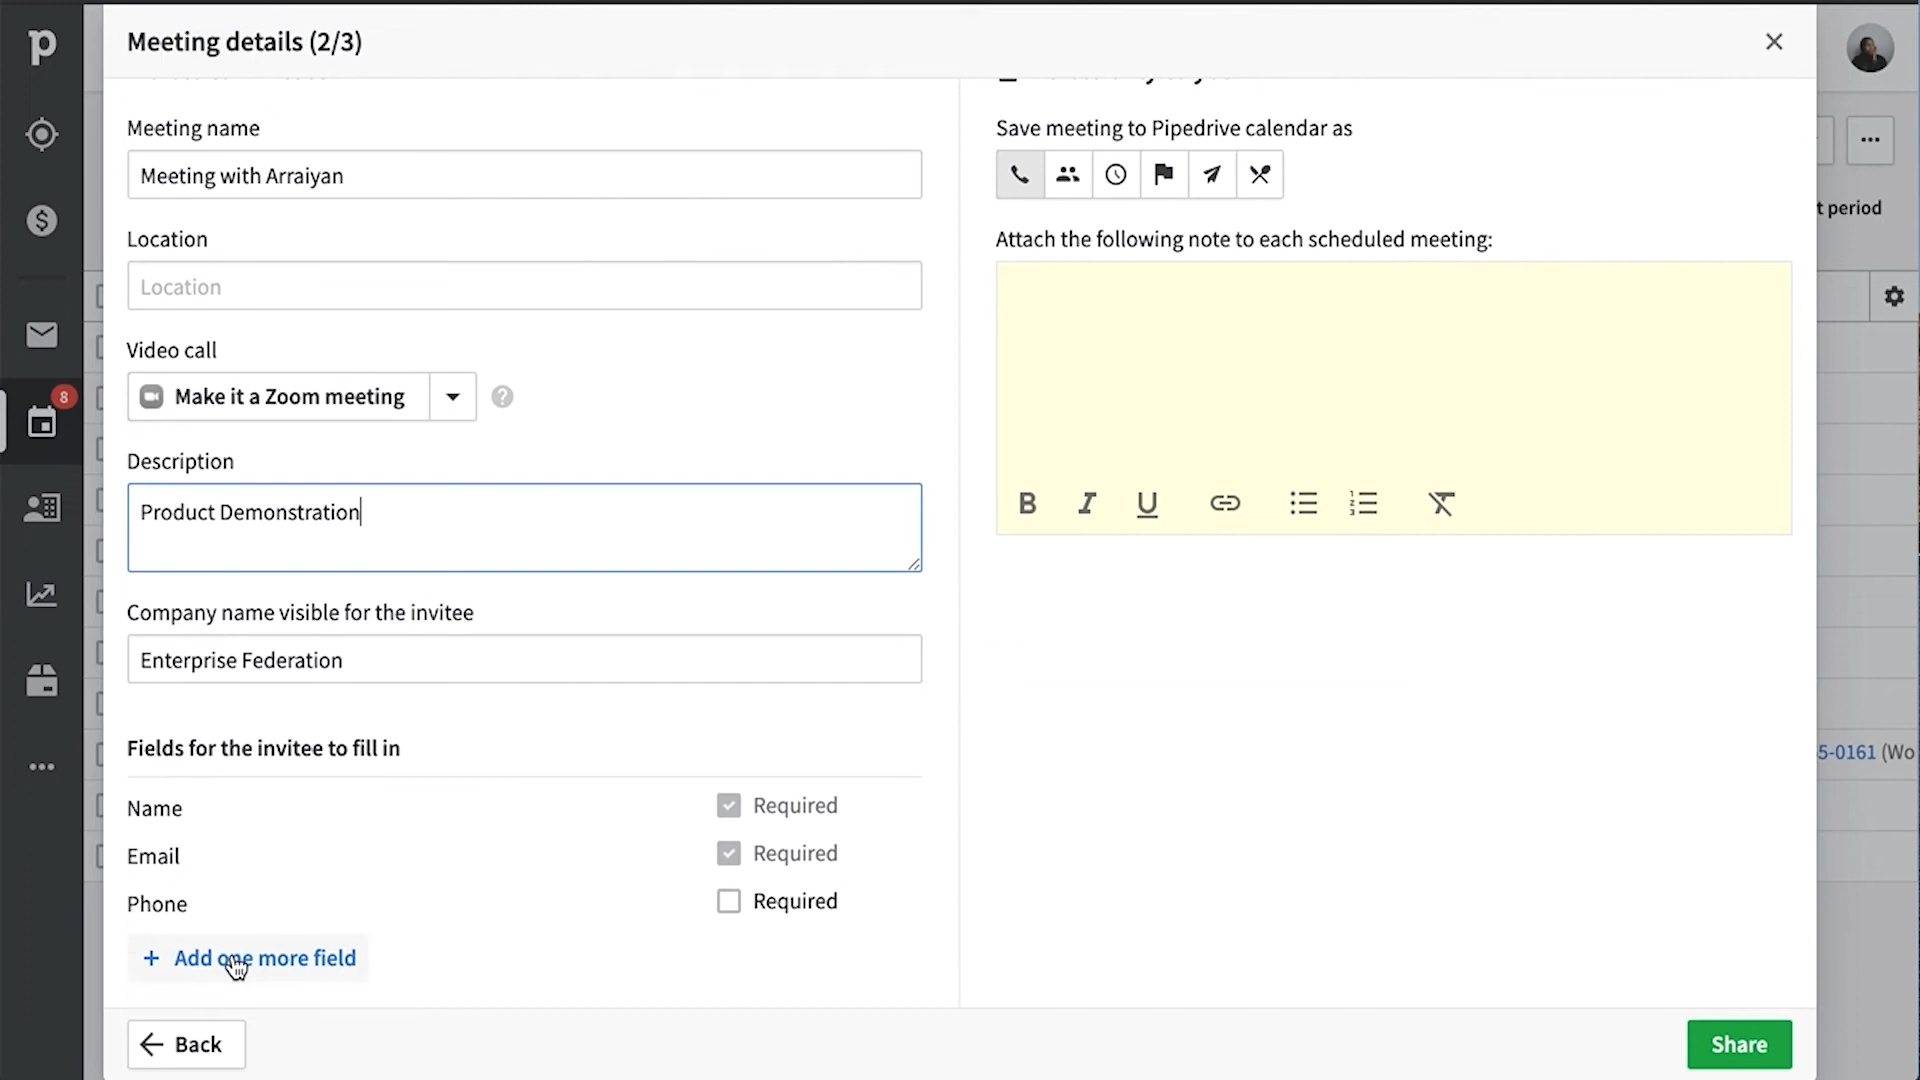 Meeting details (2/3)
Meeting name
Meeting with Arraiyan
Location
Location
Video call
Make it a Zoom meeting
?
Description
Product Demonstration
Company name visible for the invitee
Enterprise Federation
Fields for the invitee to fill in
Name
Required
Email
Required
Phone
Required
+ Add one more field
Back
Share
Save meeting to Pipedrive calendar as
Attach the following note to each scheduled meeting:
B I U
8
t period
5-0161 (Wo